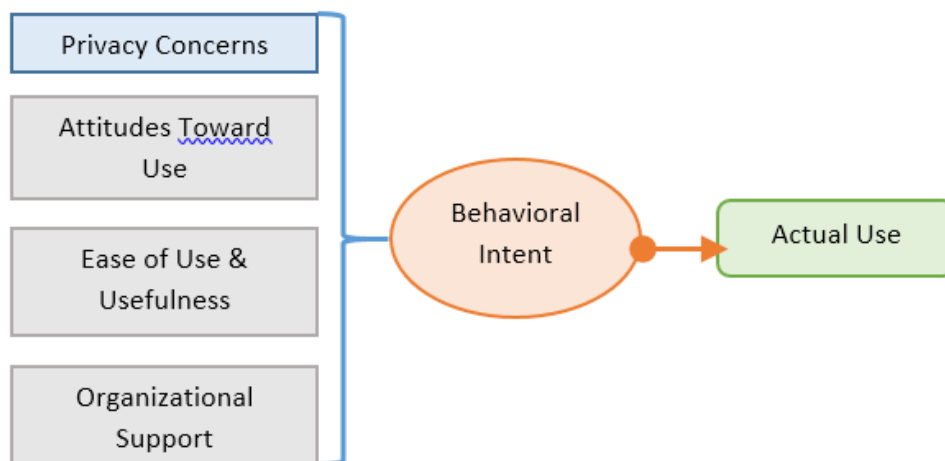 Privacy Concerns
Attitudes Toward
Use
Ease of Use &
Usefulness
Organizational
Support
Behavioral
Intent
Actual Use